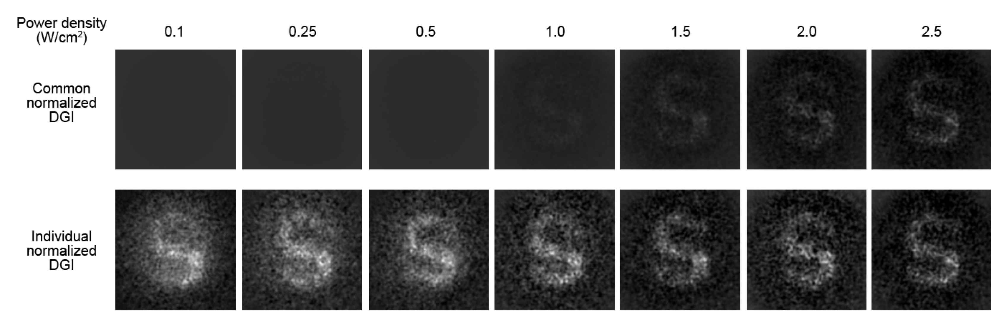 Power density
(W/cm²)
0.1 0.25 0.5 1.0 1.5 2.0 2.5
Common
normalized
DGI
Individual
normalized
DGI
S S S S S S S